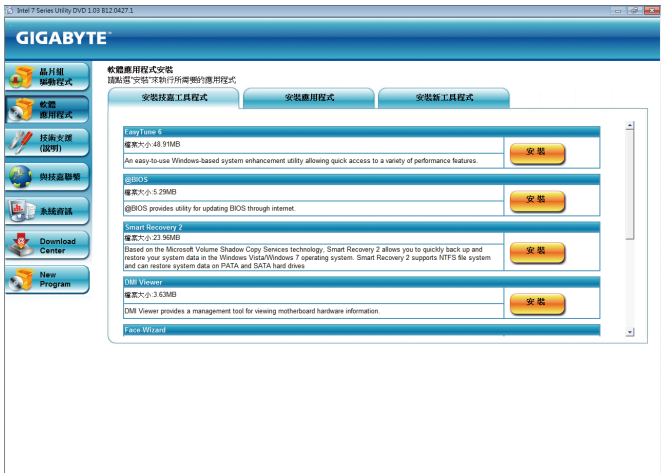 Intel 7 Series Utility DVD 1.03 B12.0427.1
GIGABYTE™
晶片組
驅動程式
軟體
應用程式
技術支援
(說明)
與技嘉聯繫
系統資訊
Download
Center
New
Program
軟體應用程式安裝
請點選"安裝"來執行所需要的應用程式
安裝技嘉工具程式
安裝應用程式
安裝新工具程式
EasyTune 6
檔案大小:48.91MB
An easy-to-use Windows-based system enhancement utility allowing quick access to a variety of performance features.
安裝
@BIOS
檔案大小:5.29MB
@BIOS provides utility for updating BIOS through internet.
安裝
Smart Recovery 2
檔案大小:23.96MB
Based on the Microsoft Volume Shadow Copy Services technology, Smart Recovery 2 allows you to quickly back up and
restore your system data in the Windows Vista/Windows 7 operating system. Smart Recovery 2 supports NTFS file system
and can restore system data on PATA and SATA hard drives
安裝
DMI Viewer
檔案大小:3.63MB
DMI Viewer provides a management tool for viewing motherboard hardware information.
安裝
Face Wizard